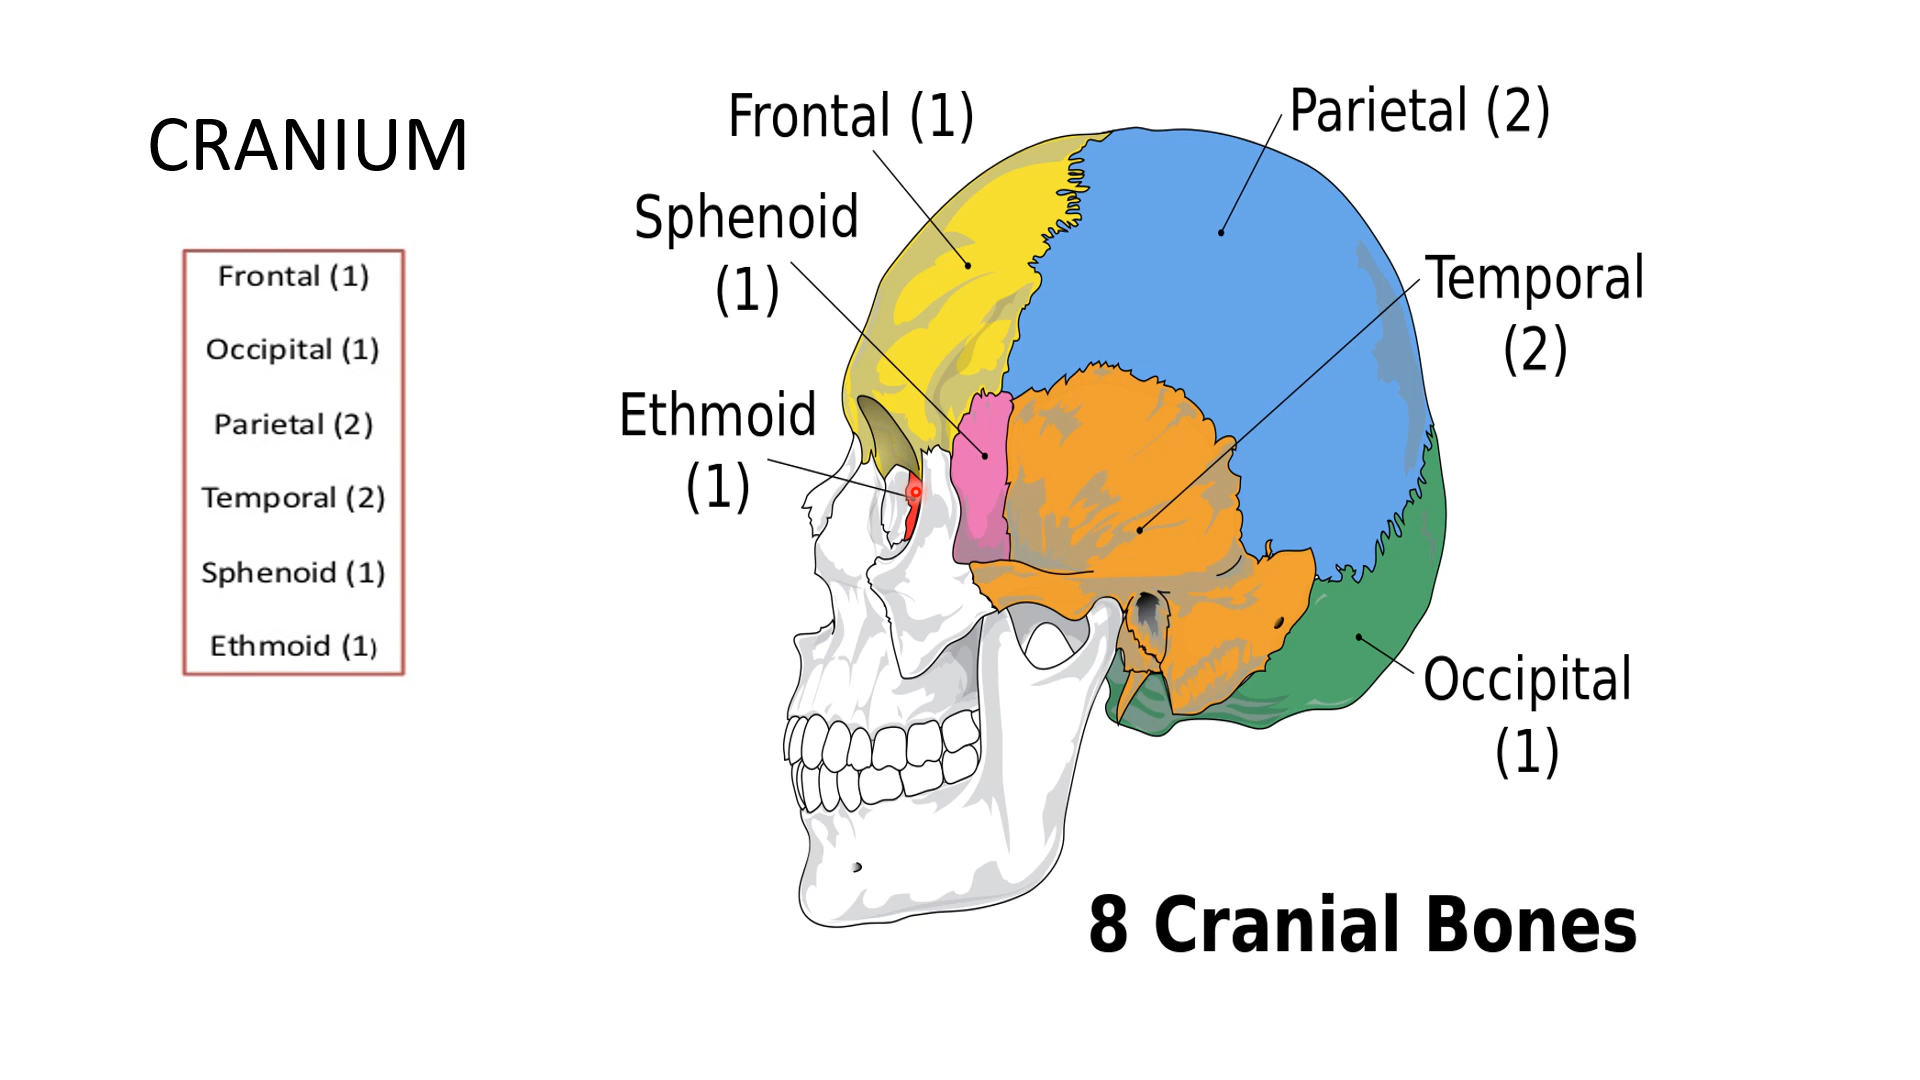 CRANIUM
Frontal (1)
Occipital (1)
Parietal (2)
Temporal (2)
Sphenoid (1)
Ethmoid (1)
Frontal (1)
Parietal (2)
Sphenoid
(1)
Temporal
(2)
Ethmoid
(1)
Occipital
(1)
8 Cranial Bones